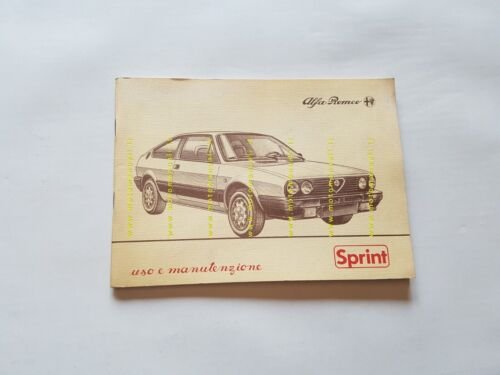 Alfa Romeo
uso e manutenzione
Sprint